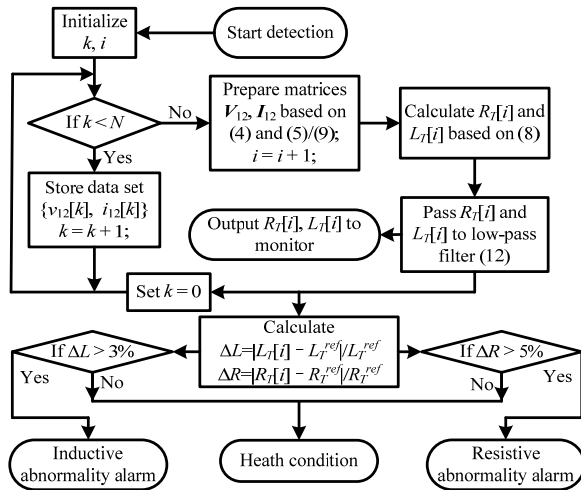 Initialize
k, i
Start detection
If k < N
No
Yes
Prepare matrices
V12, I12 based on
(4) and (5)/(9);
i = i + 1;
Calculate RT[i] and
LT[i] based on (8)
Store data set
{v12[k], i12[k]}
k = k + 1;
Output RT[i], LT[i] to
monitor
Pass RT[i] and
LT[i] to low-pass
filter (12)
Set k = 0
Calculate
ΔL=|LT[i] − LT^ref|/LT^ref
ΔR=|RT[i] − RT^ref|/RT^ref
If ΔL > 3%
Yes
No
If ΔR > 5%
No
Yes
Inductive
abnormality alarm
Heath condition
Resistive
abnormality alarm